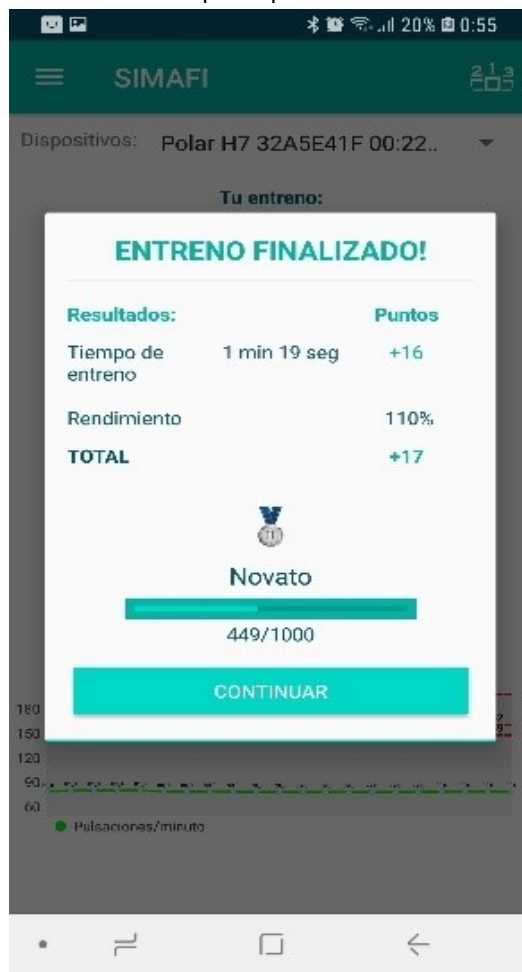 20% 0:55
SIMAFI
Dispositivos: Polar H7 32A5E41F 00:22..
Tu entreno:
ENTRENO FINALIZADO!
Resultados: Puntos
Tiempo de entreno 1 min 19 seg +16
Rendimiento 110%
TOTAL +17
Novato
449/1000
CONTINUAR
180
150
120
90
60
Pulsaciones/minuto